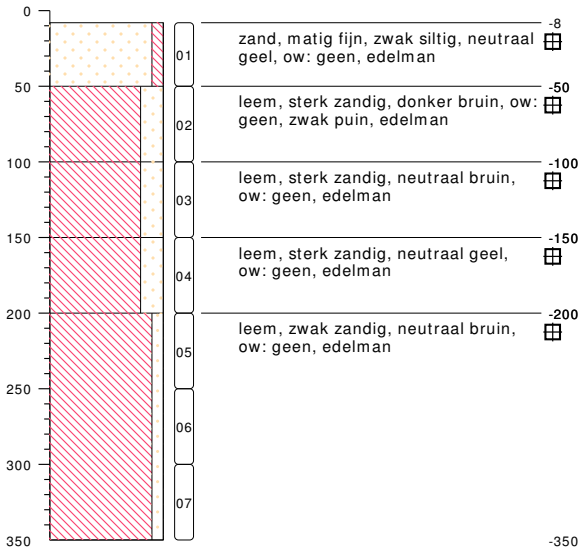 0
-8
zand, matig fijn, zwak siltig, neutraal
geel, ow: geen, edelman
01
50
-50
leem, sterk zandig, donker bruin, ow:
geen, zwak puin, edelman
02
100
-100
leem, sterk zandig, neutraal bruin,
ow: geen, edelman
03
150
-150
leem, sterk zandig, neutraal geel,
ow: geen, edelman
04
200
-200
leem, zwak zandig, neutraal bruin,
ow: geen, edelman
05
250
06
300
07
350
-350